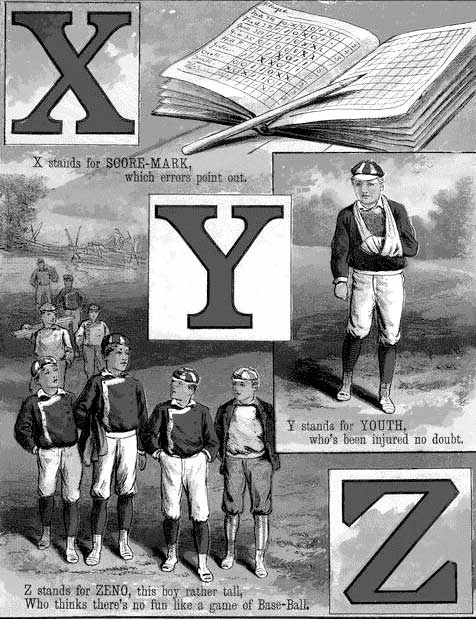 X
X stands for SCORE-MARK,
which errors point out.
Y
Y stands for YOUTH,
who's been injured no doubt.
Z stands for ZENO, this boy rather tall,
Who thinks there's no fun like a game of Base-Ball.
Z